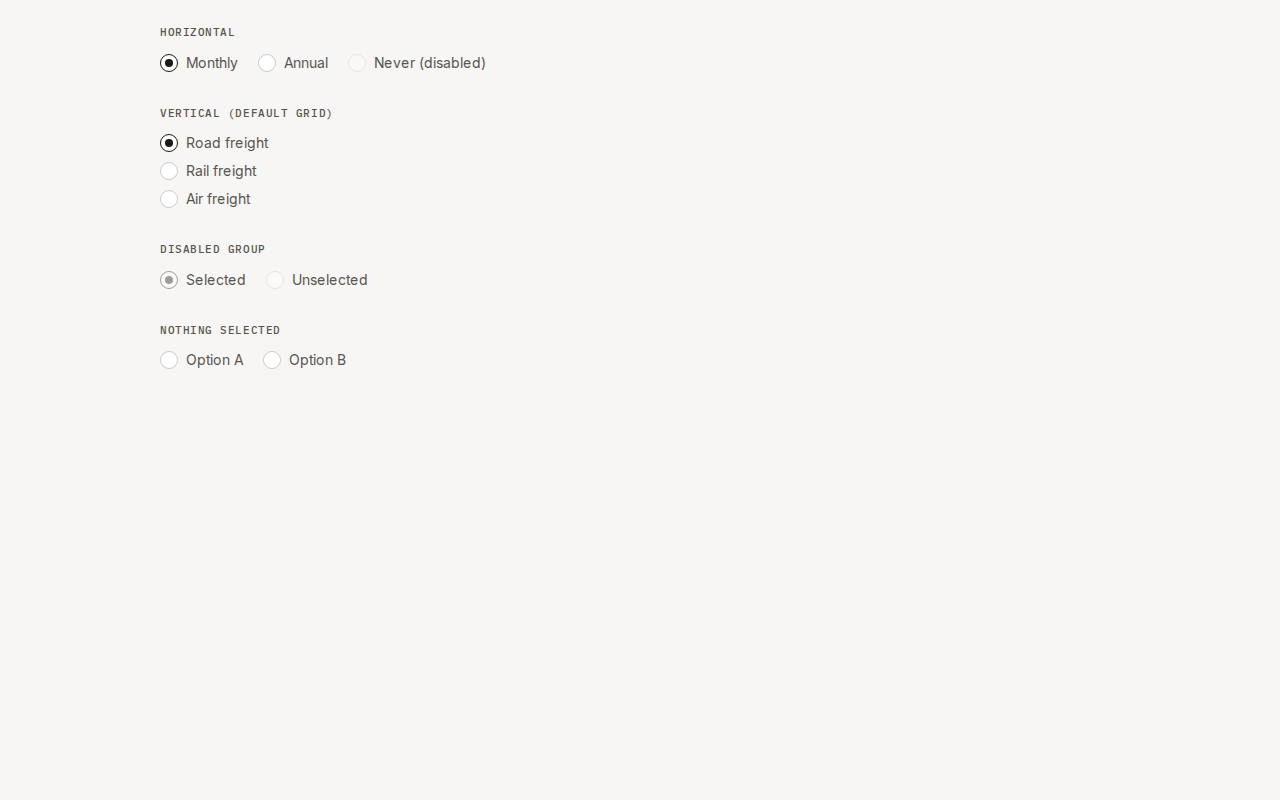 HORIZONTAL
Monthly Annual Never (disabled)
VERTICAL (DEFAULT GRID)
Road freight
Rail freight
Air freight
DISABLED GROUP
Selected Unselected
NOTHING SELECTED
Option A Option B